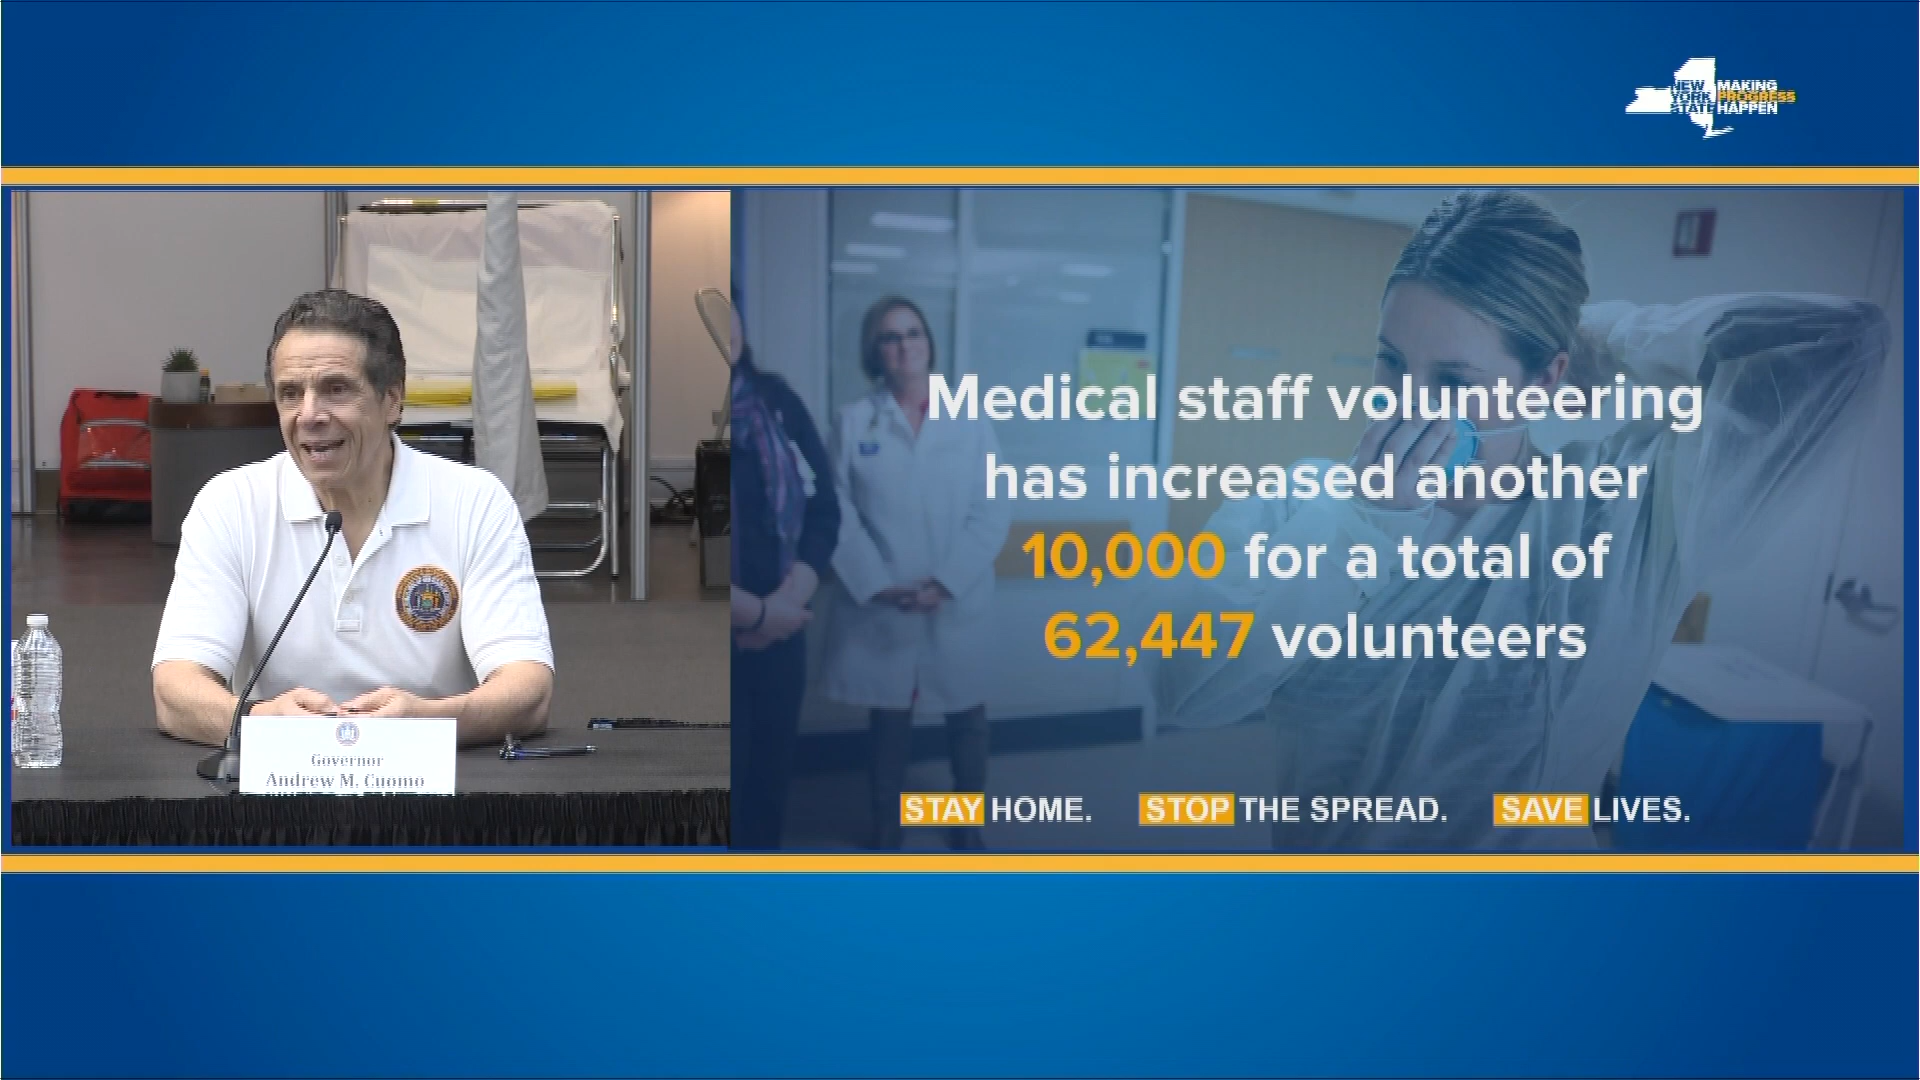 NEW YORK STATE
MAKING PROGRESS HAPPEN
Medical staff volunteering
has increased another
10,000 for a total of
62,447 volunteers
STAY HOME. STOP THE SPREAD. SAVE LIVES.
Governor
Andrew M. Cuomo